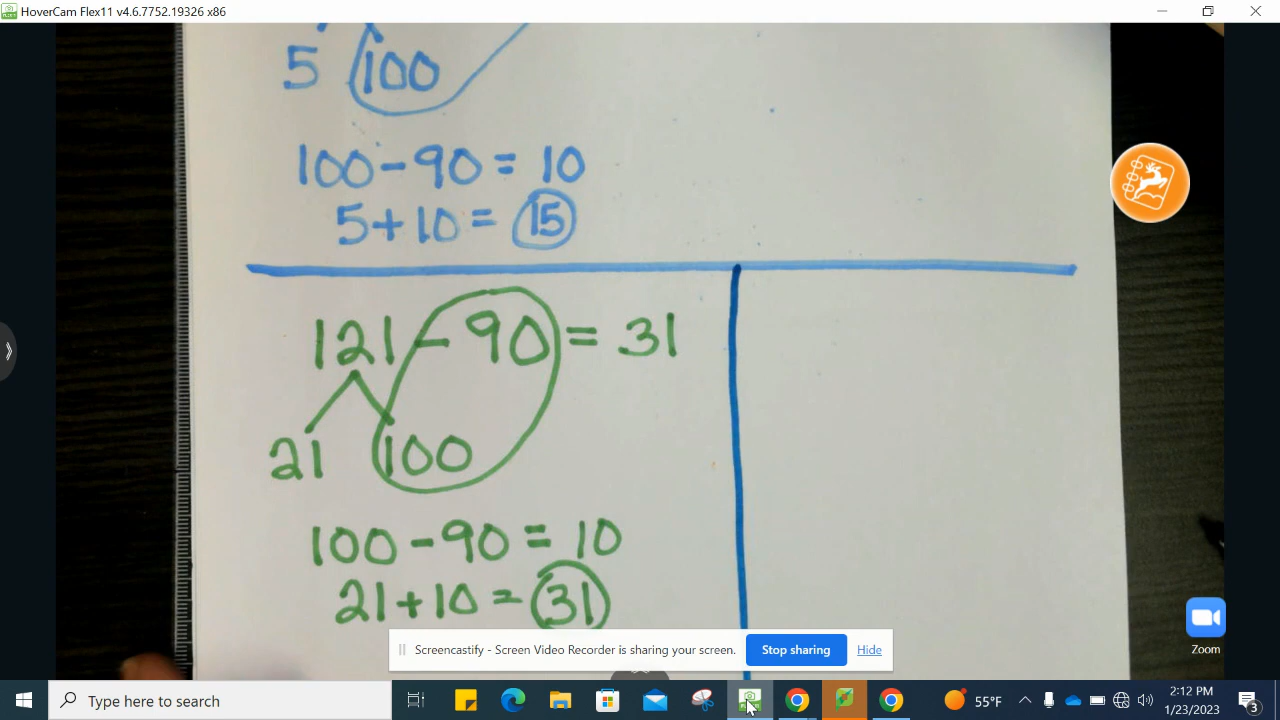 HoverCam Flex11 v4.6.7752.19326 x86
5 100
100 - 90 = 10
5 + 10 = 15
121 - 90 = 31
21 100
100 - 90 = 10
21 + 10 = 31
Screencastify - Screen Video Recorder is sharing your screen. Stop sharing Hide
Zoom
Type here to search
55°F
2:12 PM
1/23/2023
3